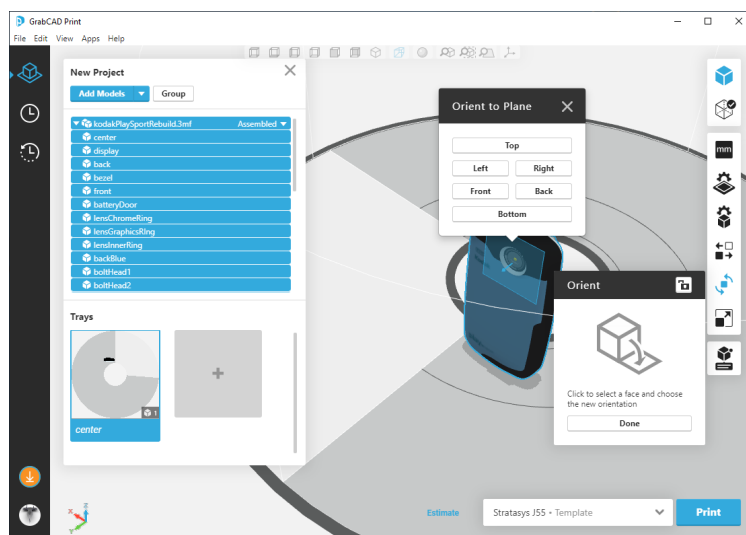 GrabCAD Print
File Edit View Apps Help
New Project
Add Models Group
kodakPlaySportRebuild.3mf Assembled
center
display
back
bezel
front
batteryDoor
lensChromeRing
lensGraphicsRIng
lensInnerRing
backBlue
boltHead1
boltHead2
Trays
1
center
Orient to Plane
Top
Left Right
Front Back
Bottom
mm
Orient
Click to select a face and choose
the new orientation
Done
Z
X
Y
Estimate
Stratasys J55 • Template
Print